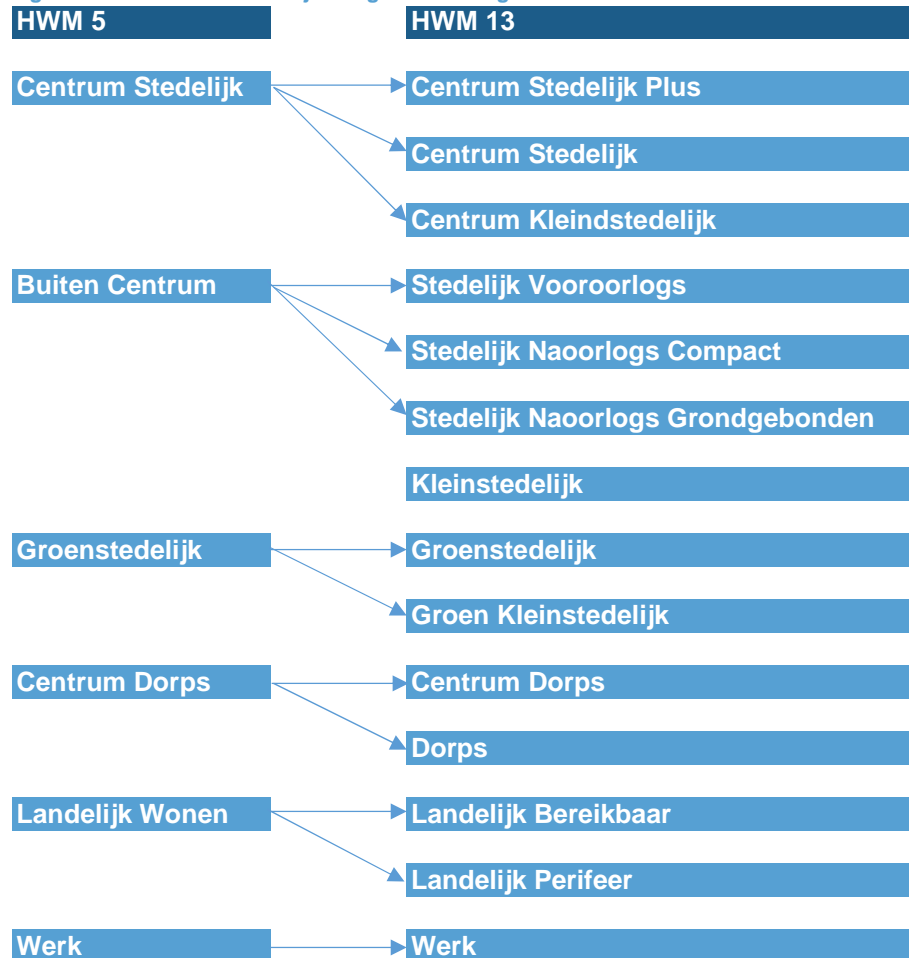 HWM 5 HWM 13
Centrum Stedelijk Centrum Stedelijk Plus
Centrum Stedelijk
Centrum Kleindstedelijk
Buiten Centrum Stedelijk Vooroorlogs
Stedelijk Naoorlogs Compact
Stedelijk Naoorlogs Grondgebonden
Kleinstedelijk
Groenstedelijk Groenstedelijk
Groen Kleinstedelijk
Centrum Dorps Centrum Dorps
Dorps
Landelijk Wonen Landelijk Bereikbaar
Landelijk Perifeer
Werk Werk